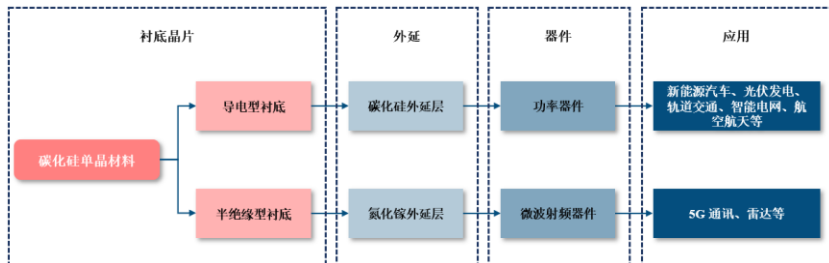 衬底晶片
外延
器件
应用
碳化硅单晶材料
导电型衬底
碳化硅外延层
功率器件
新能源汽车、光伏发电、
轨道交通、智能电网、航
空航天等
半绝缘型衬底
氮化镓外延层
微波射频器件
5G 通讯、雷达等